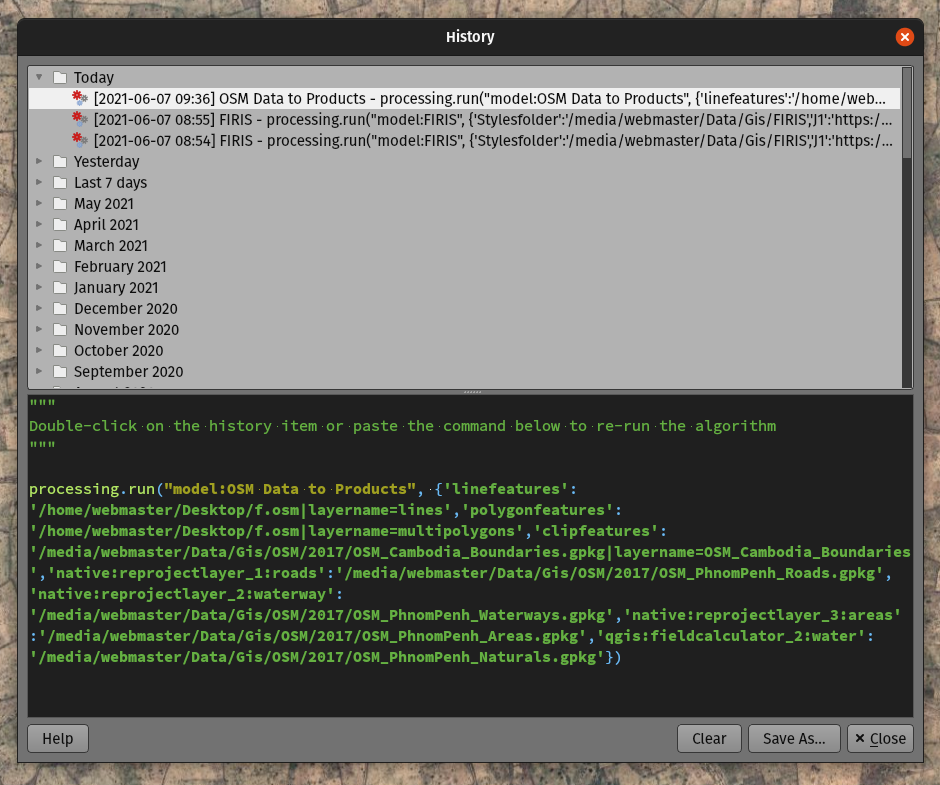 History
Today
[2021-06-07 09:36] OSM Data to Products - processing.run("model:OSM Data to Products", {'linefeatures':'/home/web...
[2021-06-07 08:55] FIRIS - processing.run("model:FIRIS", {'Stylesfolder':'/media/webmaster/Data/Gis/FIRIS','J1':'https:/...
[2021-06-07 08:54] FIRIS - processing.run("model:FIRIS", {'Stylesfolder':'/media/webmaster/Data/Gis/FIRIS','J1':'https:/...
Yesterday
Last 7 days
May 2021
April 2021
March 2021
February 2021
January 2021
December 2020
November 2020
October 2020
September 2020
"""
Double-click on the history item or paste the command below to re-run the algorithm
"""
processing.run("model:OSM Data to Products", {'linefeatures':
'/home/webmaster/Desktop/f.osm|layername=lines','polygonfeatures':
'/home/webmaster/Desktop/f.osm|layername=multipolygons','clipfeatures':
'/media/webmaster/Data/Gis/OSM/2017/OSM_Cambodia_Boundaries.gpkg|layername=OSM_Cambodia_Boundaries
','native:reprojectlayer_1:roads':'/media/webmaster/Data/Gis/OSM/2017/OSM_PhnomPenh_Roads.gpkg',
'native:reprojectlayer_2:waterway':
'/media/webmaster/Data/Gis/OSM/2017/OSM_PhnomPenh_Waterways.gpkg','native:reprojectlayer_3:areas'
:'/media/webmaster/Data/Gis/OSM/2017/OSM_PhnomPenh_Areas.gpkg','qgis:fieldcalculator_2:water':
'/media/webmaster/Data/Gis/OSM/2017/OSM_PhnomPenh_Naturals.gpkg'})
Help
Clear
Save As...
Close